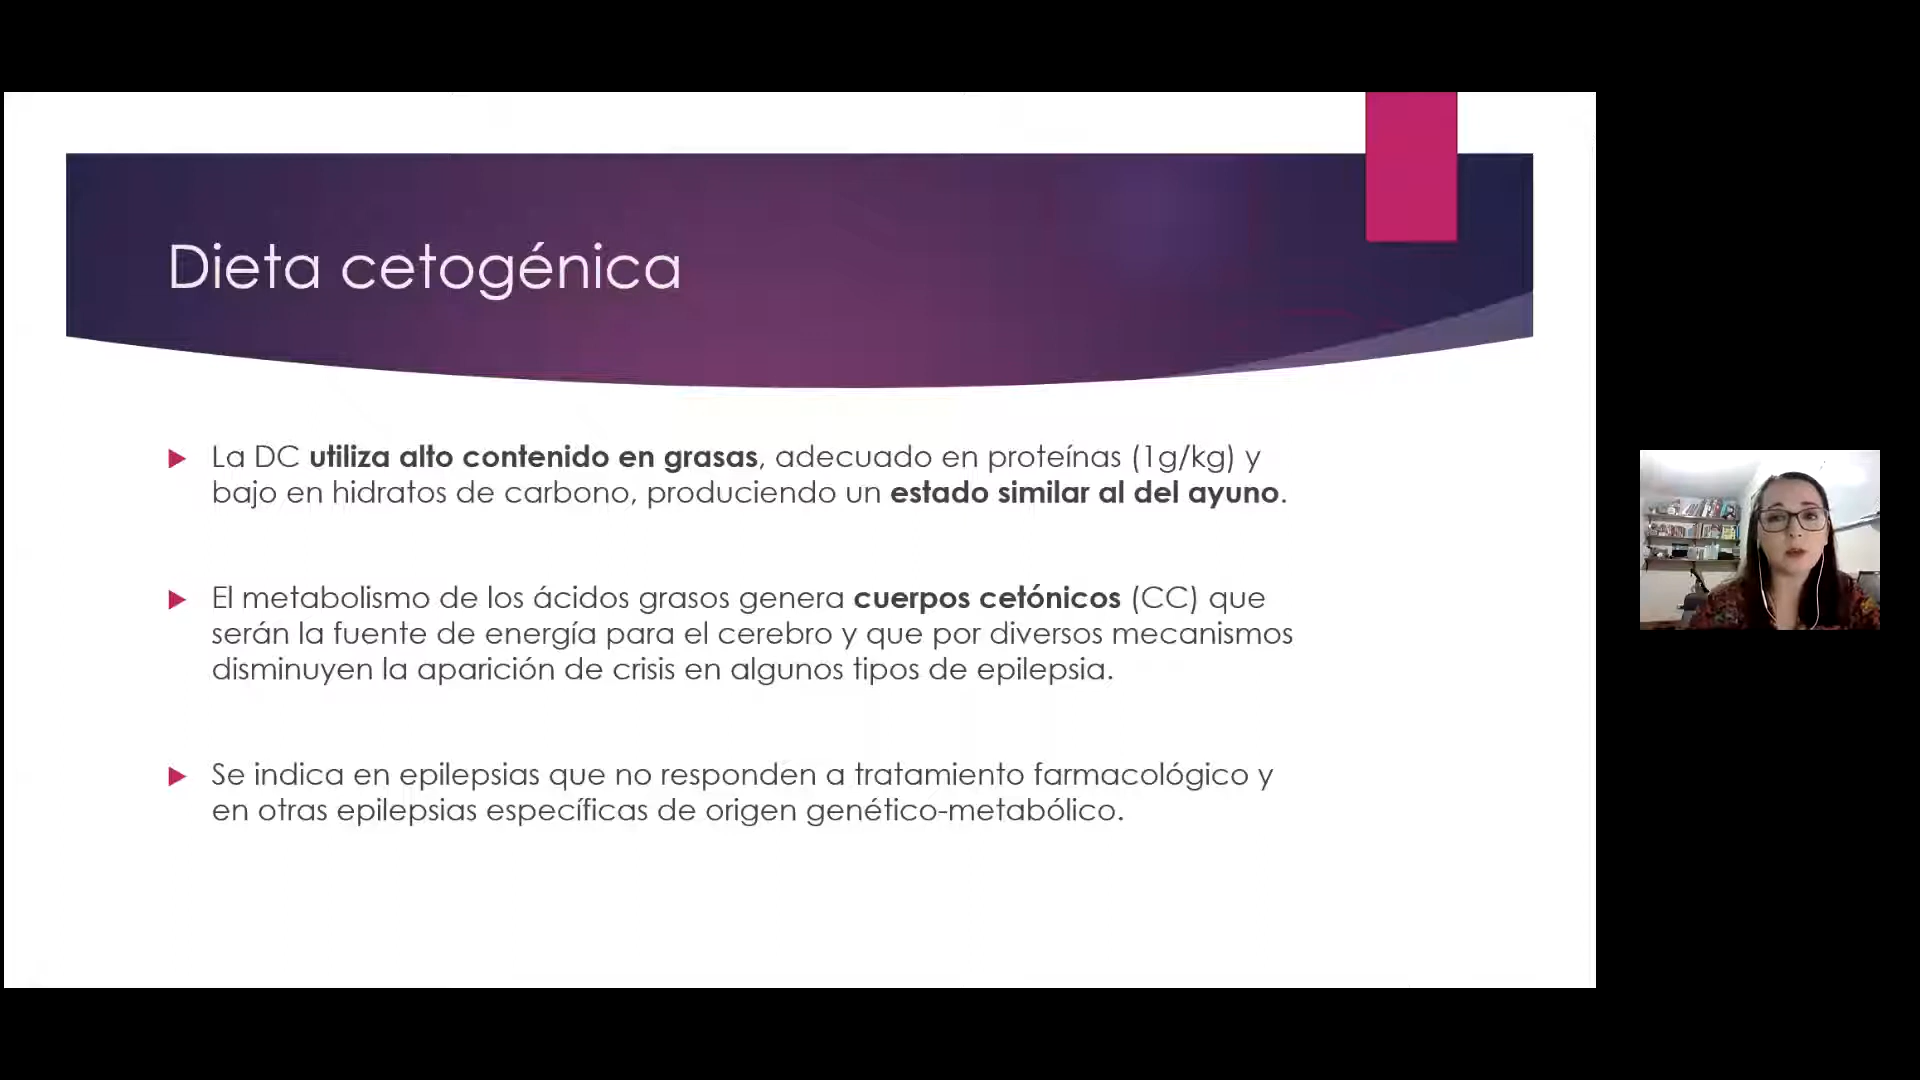 Dieta cetogénica
La DC utiliza alto contenido en grasas, adecuado en proteínas (1g/kg) y
bajo en hidratos de carbono, produciendo un estado similar al del ayuno.
El metabolismo de los ácidos grasos genera cuerpos cetónicos (CC) que
serán la fuente de energía para el cerebro y que por diversos mecanismos
disminuyen la aparición de crisis en algunos tipos de epilepsia.
Se indica en epilepsias que no responden a tratamiento farmacológico y
en otras epilepsias específicas de origen genético-metabólico.